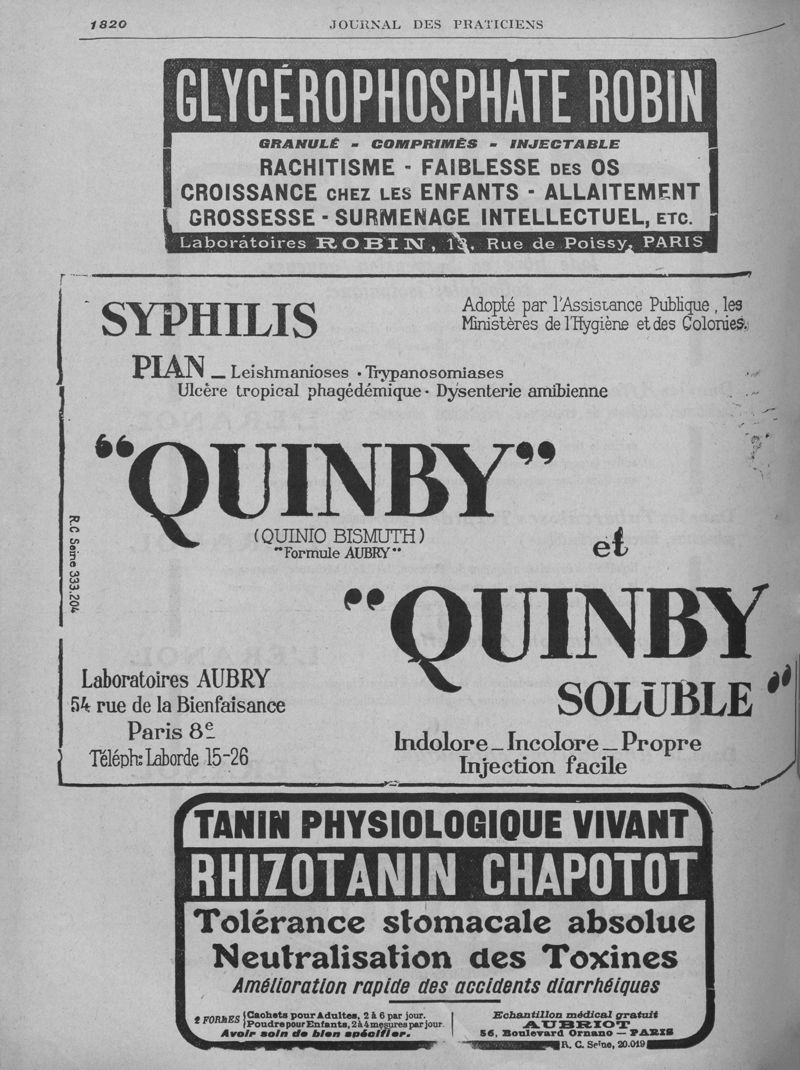 1820
JOURNAL DES PRATICIENS
GLYCÉROPHOSPHATE ROBIN
GRANULÉ - COMPRIMÉS - INJECTABLE
RACHITISME - FAIBLESSE DES OS
CROISSANCE CHEZ LES ENFANTS - ALLAITEMENT
GROSSESSE - SURMENAGE INTELLECTUEL, ETC.
Laboratoires ROBIN, 13, Rue de Poissy, PARIS
SYPHILIS
Adopté par l'Assistance Publique, les
Ministères de l'Hygiène et des Colonies.
PIAN _ Leishmanioses · Trypanosomiases
Ulcère tropical phagédémique · Dysenterie amibienne
"QUINBY"
(QUINIO BISMUTH)
"Formule AUBRY"
et
R.C Seine 333.204
"QUINBY
SOLUBLE"
Laboratoires AUBRY
54 rue de la Bienfaisance
Paris 8e
Téléph: Laborde 15-26
Indolore _ Incolore _ Propre
Injection facile
TANIN PHYSIOLOGIQUE VIVANT
RHIZOTANIN CHAPOTOT
Tolérance stomacale absolue
Neutralisation des Toxines
Amélioration rapide des accidents diarrhéiques
2 FORMES { Cachets pour Adultes, 2 à 6 par jour.
Poudre pour Enfants, 2 à 4 mesures par jour.
Avoir soin de bien spécifier.
Echantillon médical gratuit
AUBRIOT
56, Boulevard Ornano — PARIS
R. C. Seine, 20.019